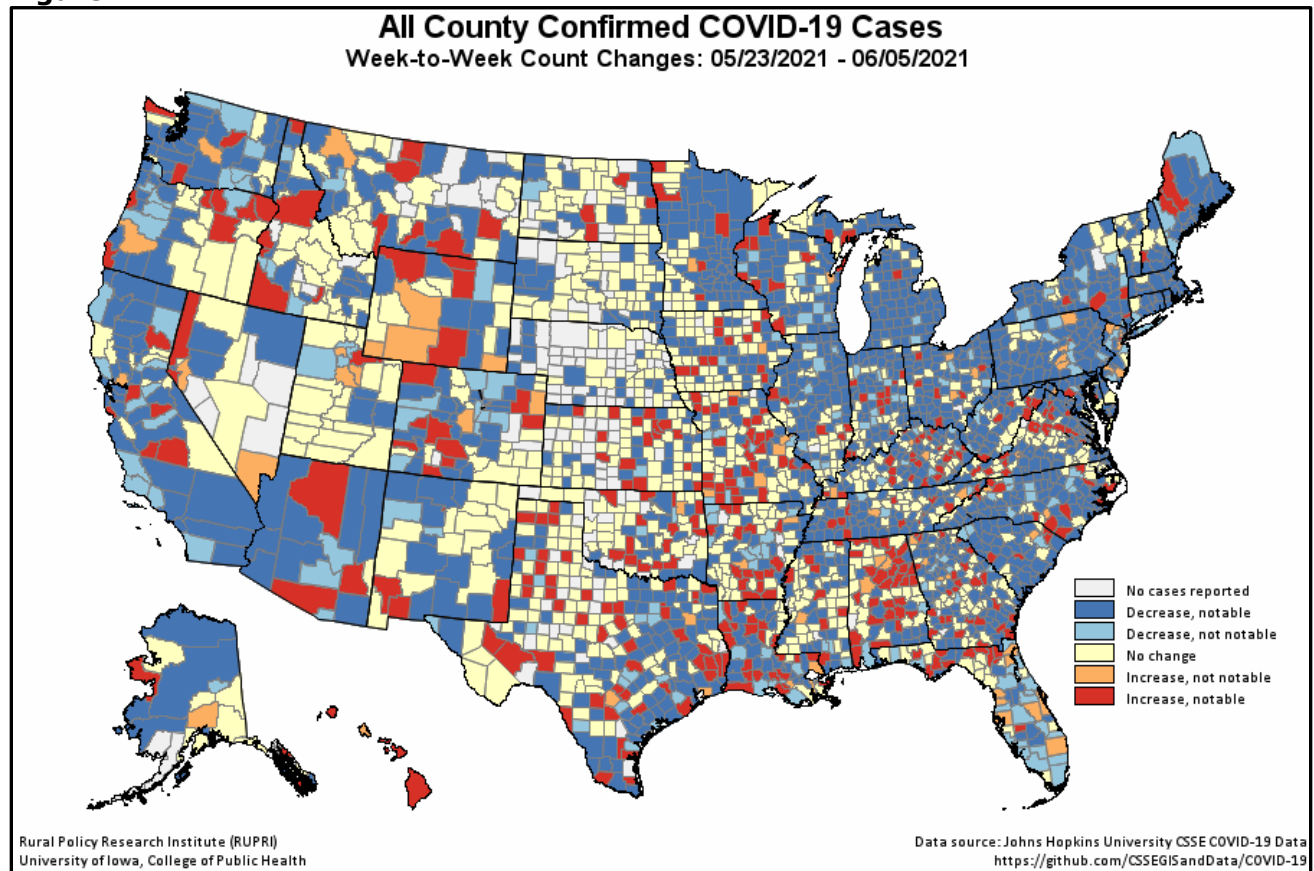 All County Confirmed COVID-19 Cases
Week-to-Week Count Changes: 05/23/2021 - 06/05/2021
No cases reported
Decrease, notable
Decrease, not notable
No change
Increase, not notable
Increase, notable
Rural Policy Research Institute (RUPRI)
University of Iowa, College of Public Health
Data source: Johns Hopkins University CSSE COVID-19 Data
https://github.com/CSSEGISandData/COVID-19